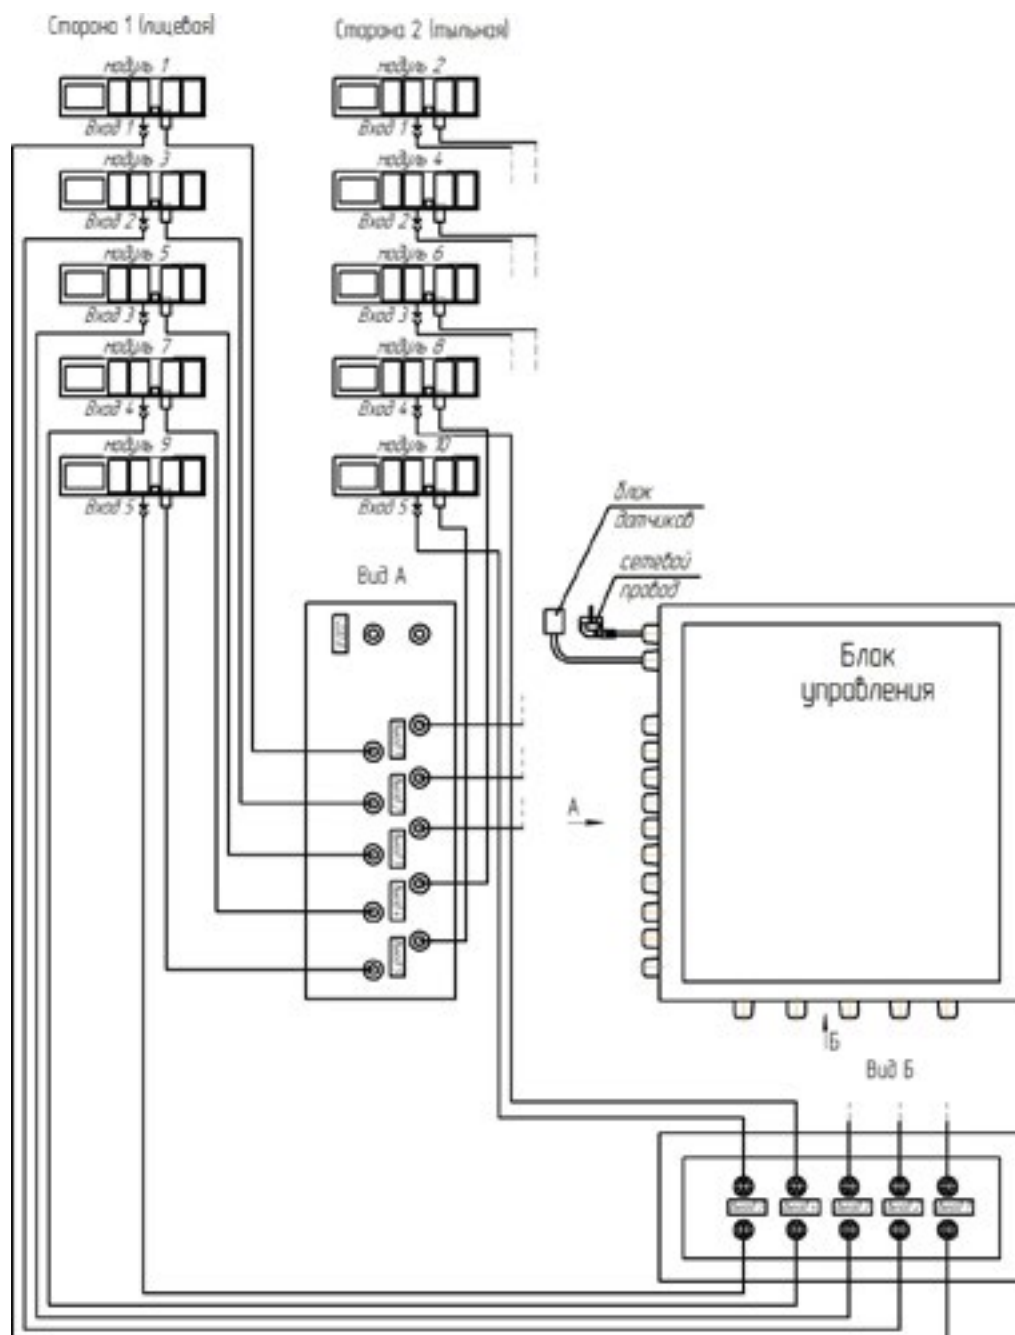 Сторона 1 (лицевая)
Сторона 2 (тыльная)
модуль 1
модуль 2
Вход 1
Вход 1
модуль 3
модуль 4
Вход 2
Вход 2
модуль 5
модуль 6
Вход 3
Вход 3
модуль 7
модуль 8
Вход 4
Вход 4
модуль 9
модуль 10
Вход 5
Вход 5
блок
датчиков
Вид А
сетевой
провод
Блок
управления
А
Б
Вид Б